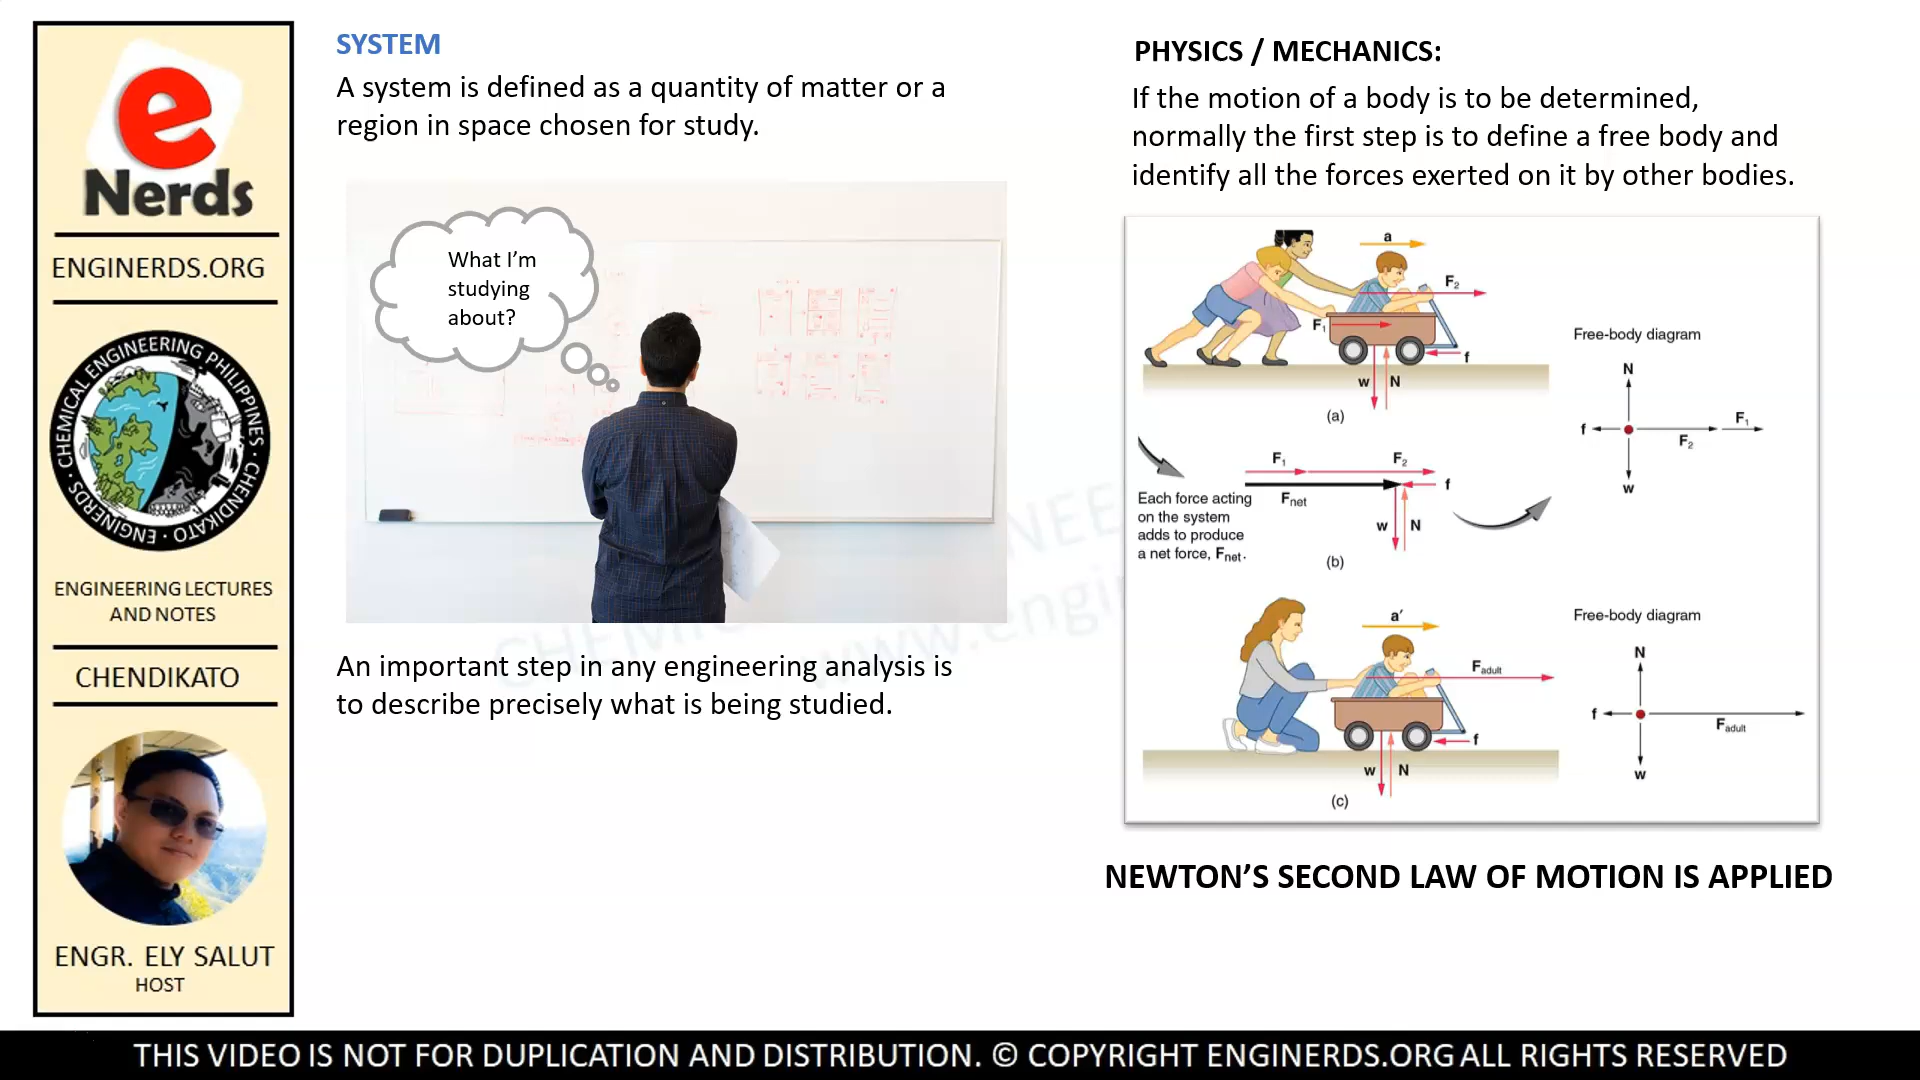 e
Nerds
ENGINERDS.ORG
CHEMICAL ENGINEERING PHILIPPINES · CHENDIKATO · ENGINERDS ·
ENGINEERING LECTURES
AND NOTES
CHENDIKATO
ENGR. ELY SALUT
HOST
SYSTEM
A system is defined as a quantity of matter or a
region in space chosen for study.
What I’m
studying
about?
An important step in any engineering analysis is
to describe precisely what is being studied.
PHYSICS / MECHANICS:
If the motion of a body is to be determined,
normally the first step is to define a free body and
identify all the forces exerted on it by other bodies.
a
F2
F1
f
w N
(a)
Free-body diagram
N
f
F2
F1
w
F1 F2
Fnet
f
w N
(b)
Each force acting
on the system
adds to produce
a net force, Fnet.
a′
Fadult
f
w N
(c)
Free-body diagram
N
f
Fadult
w
NEWTON’S SECOND LAW OF MOTION IS APPLIED
THIS VIDEO IS NOT FOR DUPLICATION AND DISTRIBUTION. © COPYRIGHT ENGINERDS.ORG ALL RIGHTS RESERVED